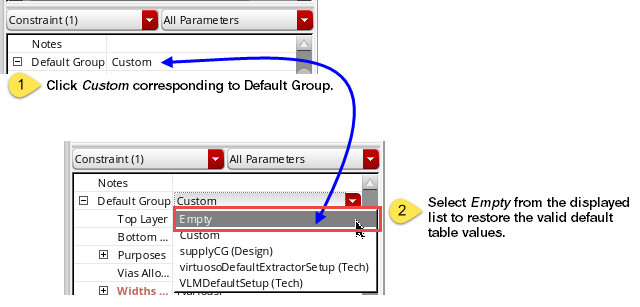 Constraint (1) All Parameters
Notes
Default Group Custom
1 Click Custom corresponding to Default Group.
Constraint (1) All Parameters
Notes
Default Group Custom
Top Layer Empty
Bottom ... Custom
Purposes supplyCG (Design)
Vias Allo... virtuosoDefaultExtractorSetup (Tech)
Widths VLMDefaultSetup (Tech)
2 Select Empty from the displayed
list to restore the valid default
table values.